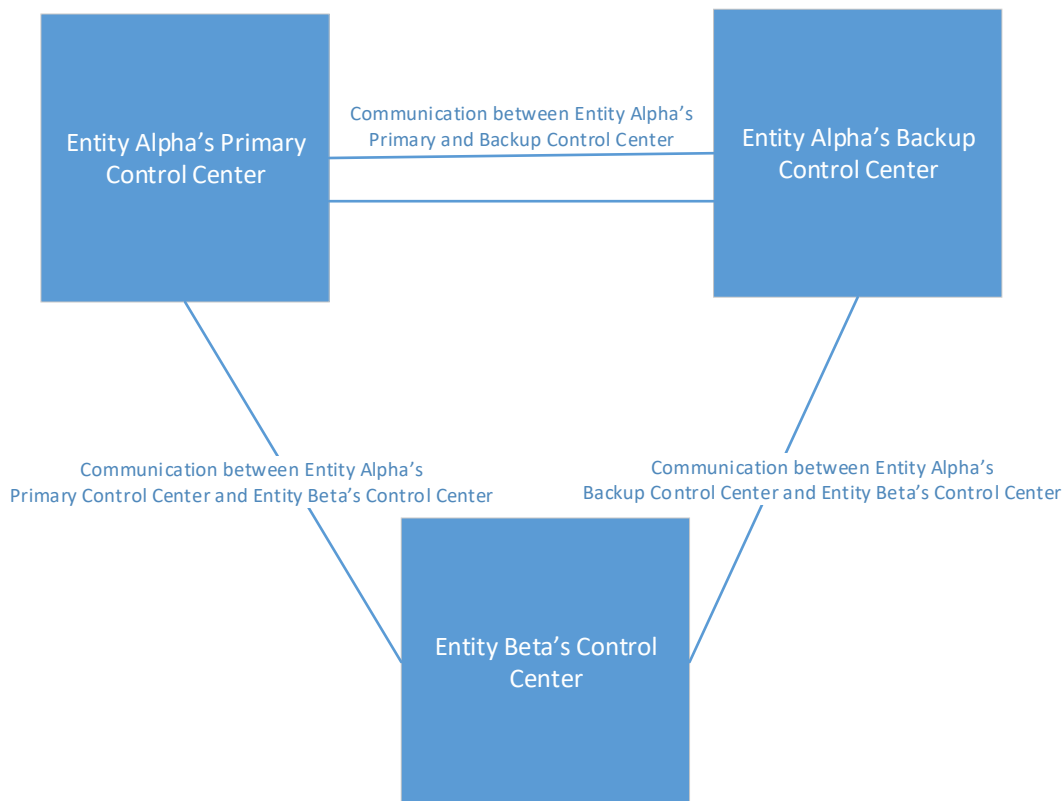 Communication between Entity Alpha's
Primary and Backup Control Center
Entity Alpha’s Primary
Control Center
Entity Alpha’s Backup
Control Center
Communication between Entity Alpha’s
Primary Control Center and Entity Beta’s Control Center
Communication between Entity Alpha’s
Backup Control Center and Entity Beta’s Control Center
Entity Beta’s Control
Center